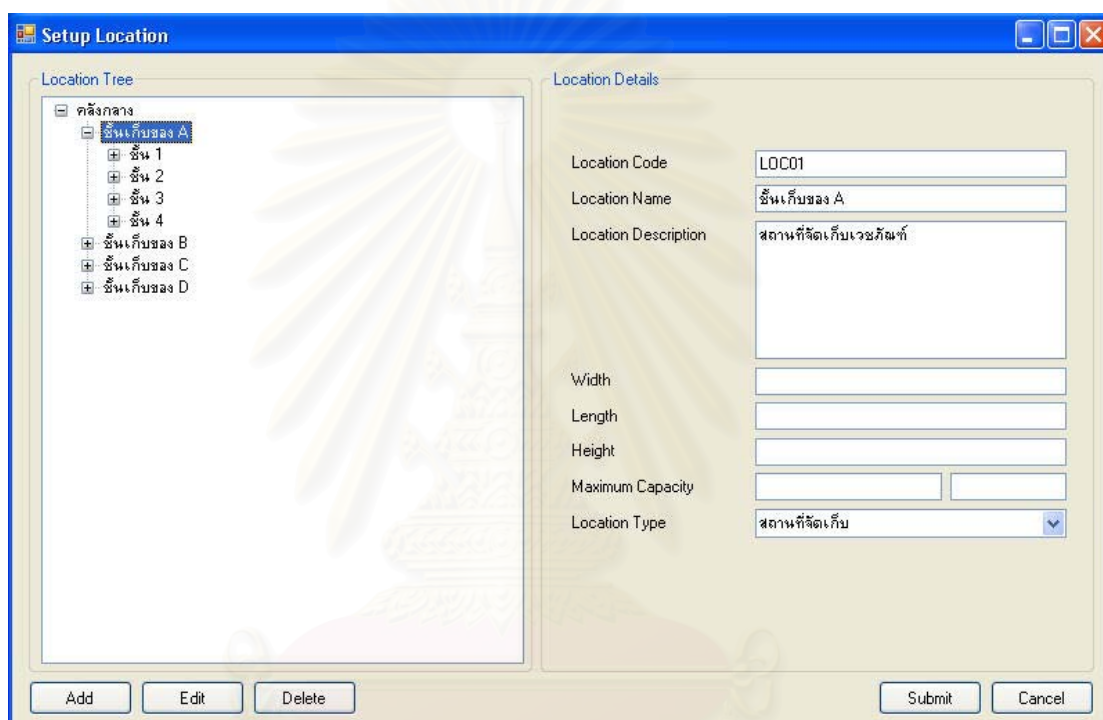 Setup Location
Location Tree
คลังกลาง
ชั้นเก็บของ A
ชั้น 1
ชั้น 2
ชั้น 3
ชั้น 4
ชั้นเก็บของ B
ชั้นเก็บของ C
ชั้นเก็บของ D
Add Edit Delete
Location Details
Location Code LOC01
Location Name ชั้นเก็บของ A
Location Description สถานที่จัดเก็บเวชภัณฑ์
Width
Length
Height
Maximum Capacity
Location Type สถานที่จัดเก็บ
Submit Cancel